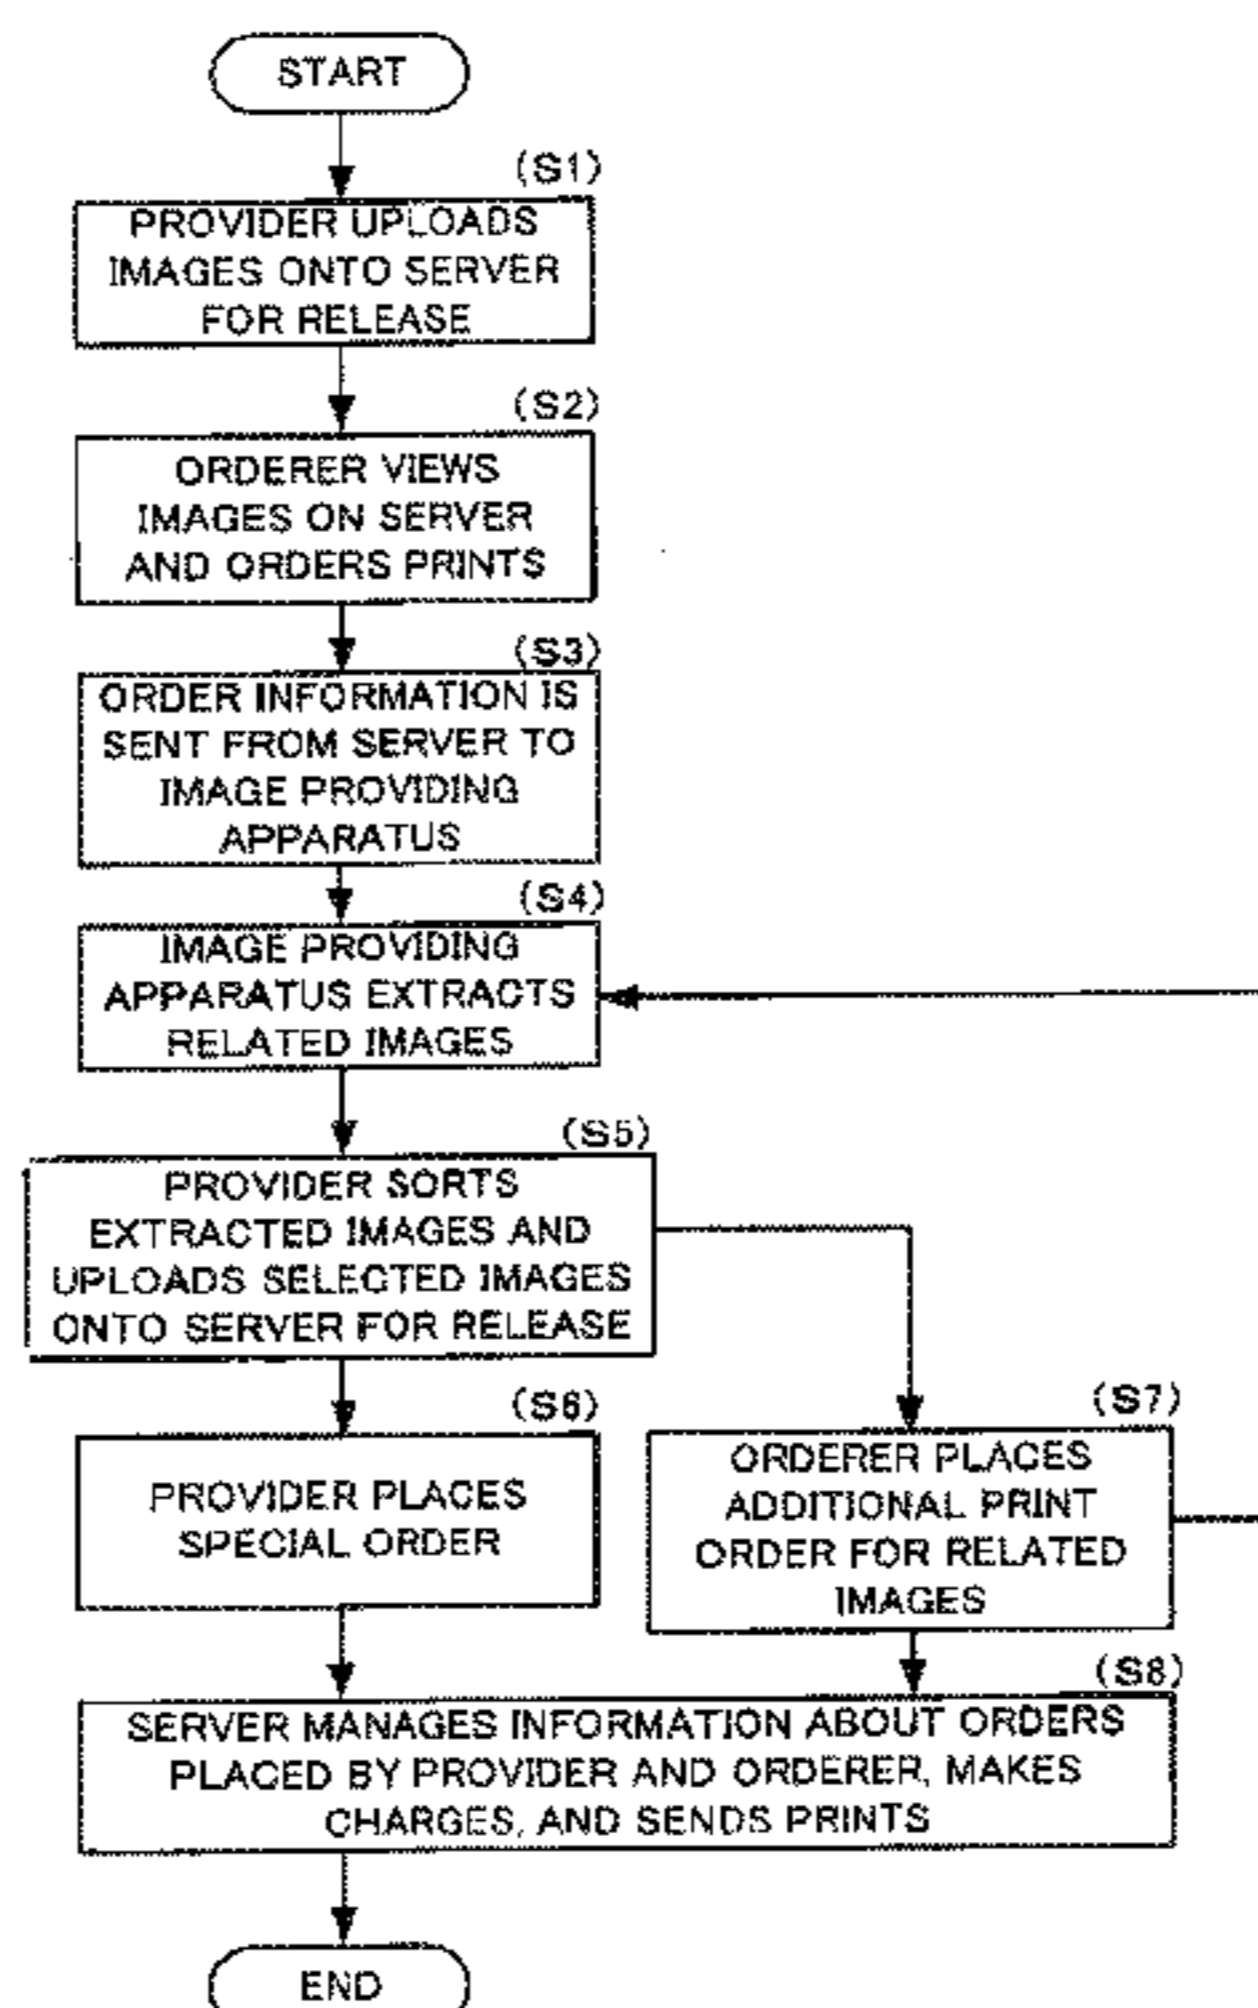 START
(S1)
PROVIDER UPLOADS
IMAGES ONTO SERVER
FOR RELEASE
(S2)
ORDERER VIEWS
IMAGES ON SERVER
AND ORDERS PRINTS
(S3)
ORDER INFORMATION IS
SENT FROM SERVER TO
IMAGE PROVIDING
APPARATUS
(S4)
IMAGE PROVIDING
APPARATUS EXTRACTS
RELATED IMAGES
(S5)
PROVIDER SORTS
EXTRACTED IMAGES AND
UPLOADS SELECTED IMAGES
ONTO SERVER FOR RELEASE
(S6)
PROVIDER PLACES
SPECIAL ORDER
(S7)
ORDERER PLACES
ADDITIONAL PRINT
ORDER FOR RELATED
IMAGES
(S8)
SERVER MANAGES INFORMATION ABOUT ORDERS
PLACED BY PROVIDER AND ORDERER, MAKES
CHARGES, AND SENDS PRINTS
END